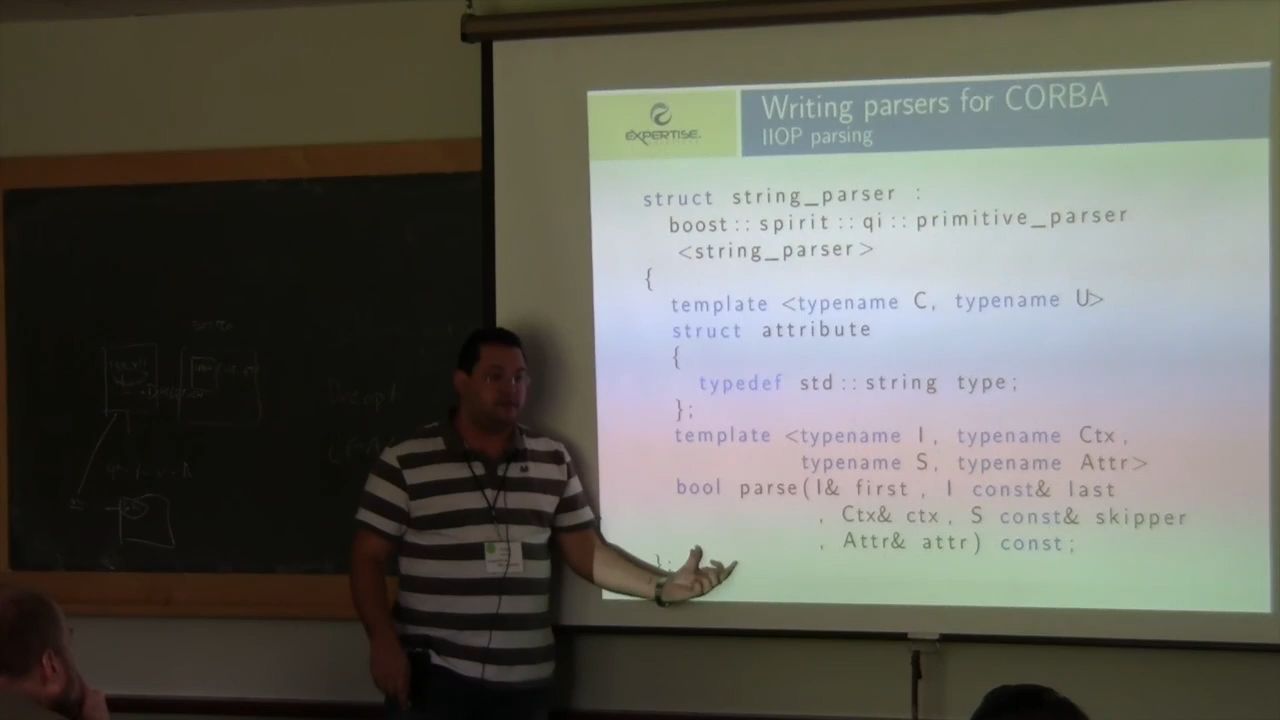 EXPERTISE
Writing parsers for CORBA
IIOP parsing
struct string_parser :
boost::spirit::qi::primitive_parser
<string_parser>
{
template <typename C, typename U>
struct attribute
{
typedef std::string type;
};
template <typename I, typename Ctx,
typename S, typename Attr>
bool parse(I& first, I const& last
, Ctx& ctx, S const& skipper
, Attr& attr) const;
};